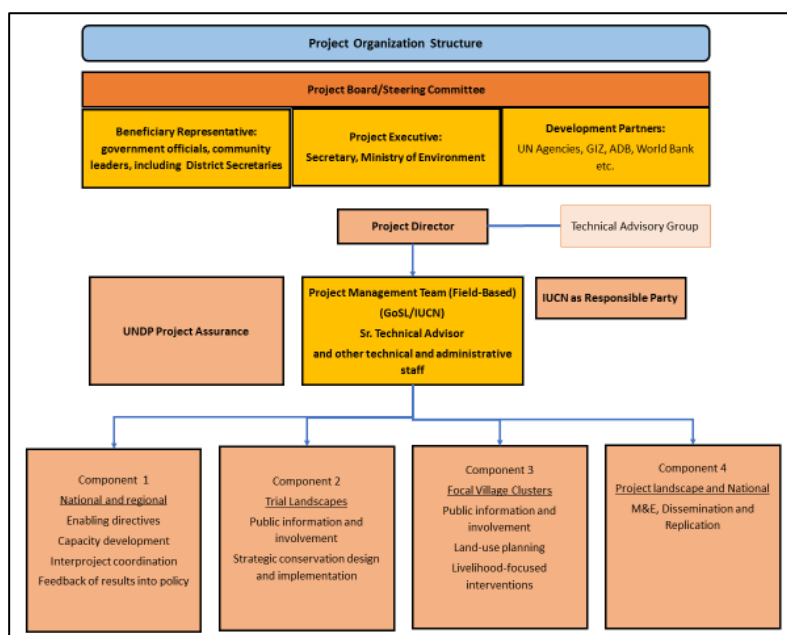 Project Organization Structure
Project Board/Steering Committee
Beneficiary Representative:
government officials, community
leaders, including District Secretaries
Project Executive:
Secretary, Ministry of Environment
Development Partners:
UN Agencies, GIZ, ADB, World Bank
etc.
Project Director
Technical Advisory Group
UNDP Project Assurance
Project Management Team (Field-Based)
(GoSL/IUCN)
Sr. Technical Advisor
and other technical and administrative
staff
IUCN as Responsible Party
Component 1
National and regional
Enabling directives
Capacity development
Interproject coordination
Feedback of results into policy
Component 2
Trial Landscapes
Public information and
involvement
Strategic conservation design
and implementation
Component 3
Focal Village Clusters
Public information and
involvement
Land-use planning
Livelihood-focused
interventions
Component 4
Project landscape and National
M&E, Dissemination and
Replication